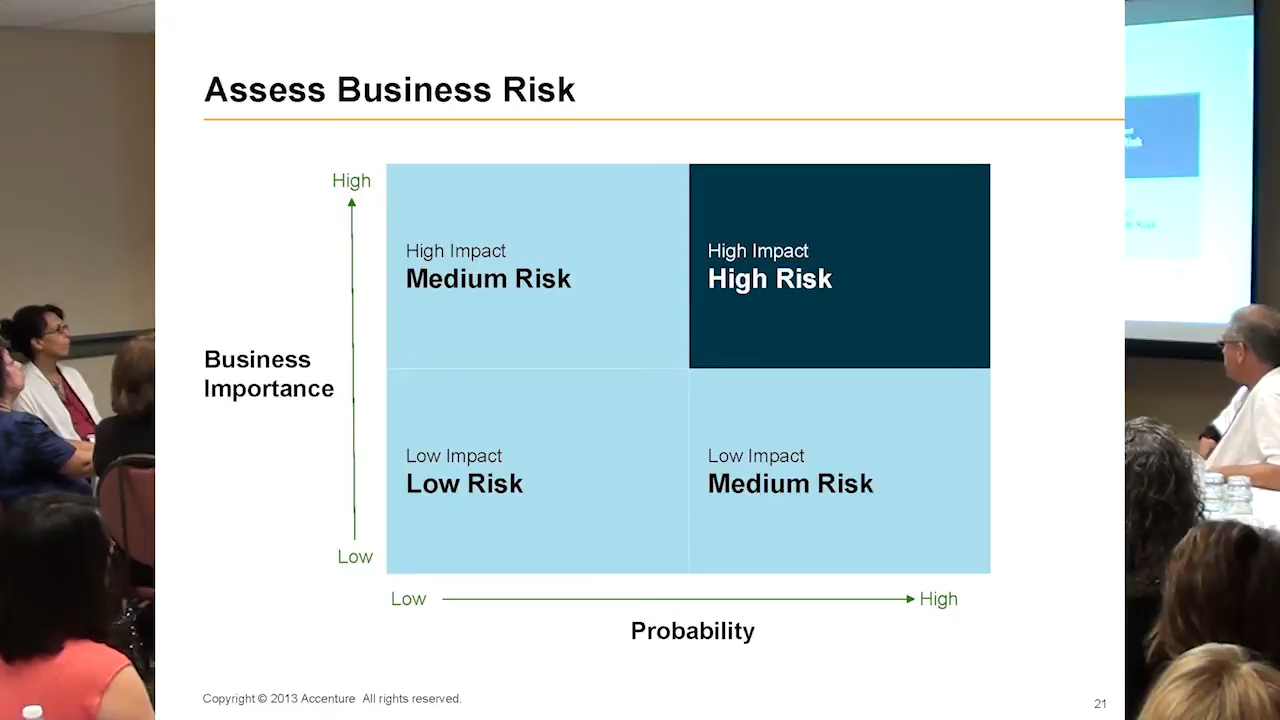 Assess Business Risk
High
High Impact
Medium Risk
High Impact
High Risk
Business
Importance
Low Impact
Low Risk
Low Impact
Medium Risk
Low
Low
High
Probability
Copyright © 2013 Accenture All rights reserved.
21
Risk